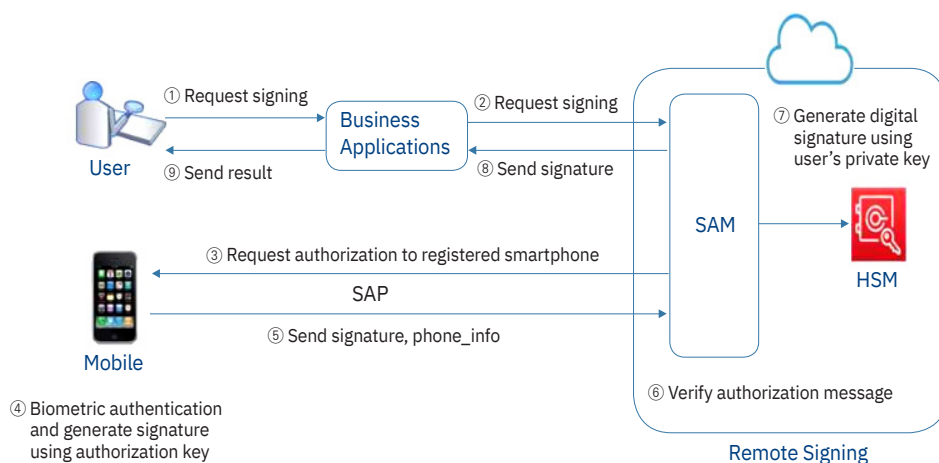 ① Request signing
② Request signing
Business
Applications
⑦ Generate digital
signature using
user's private key
User
⑨ Send result
⑧ Send signature
SAM
HSM
③ Request authorization to registered smartphone
SAP
⑤ Send signature, phone_info
Mobile
⑥ Verify authorization message
④ Biometric authentication
and generate signature
using authorization key
Remote Signing